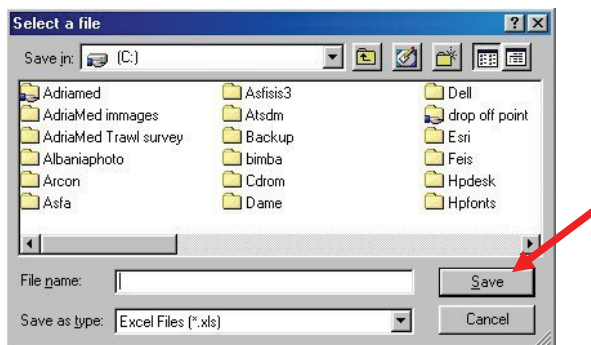 Select a file
Save in: (C:)
Adriamed Asfisis3 Dell
AdriaMed immages Atsdm drop off point
AdriaMed Trawl survey Backup Esri
Albaniaphoto bimba Feis
Arcon Cdrom Hpdesk
Asfa Dame Hpfonts
File name: Save
Save as type: Excel Files (*.xls) Cancel